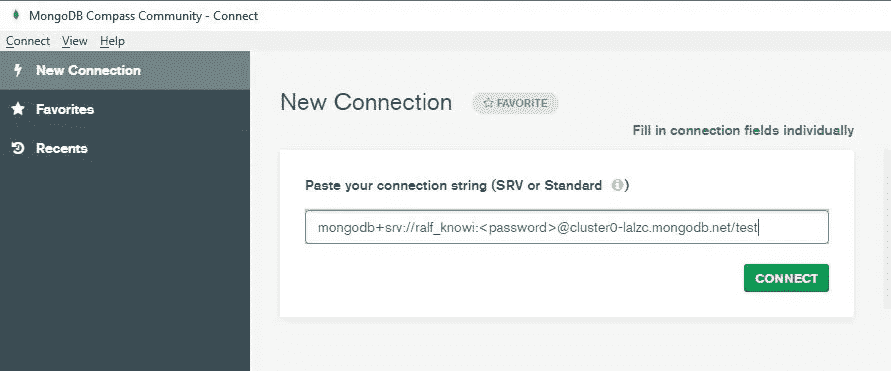 MongoDB Compass Community - Connect
Connect View Help
New Connection
Favorites
Recents
New Connection
FAVORITE
Fill in connection fields individually
Paste your connection string (SRV or Standard )
mongodb+srv://ralf_knowi:<password>@cluster0-lalzc.mongodb.net/test
CONNECT